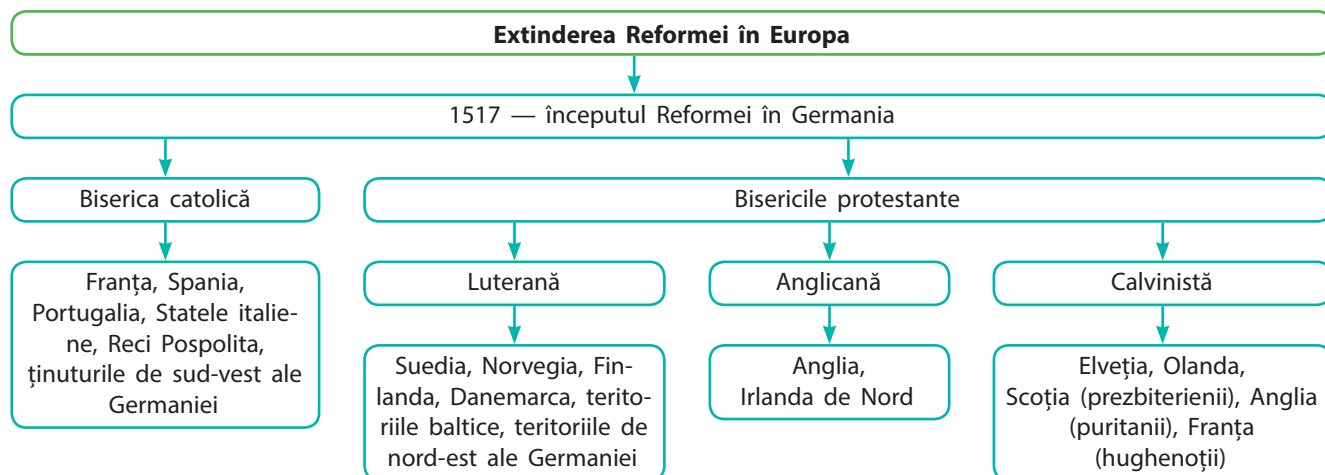 Extinderea Reformei în Europa
1517 — începutul Reformei în Germania
Biserica catolică
Bisericile protestante
Franța, Spania,
Portugalia, Statele italie-
ne, Reci Pospolita,
ținuturile de sud-vest ale
Germaniei
Luterană
Anglicană
Calvinistă
Suedia, Norvegia, Fin-
landa, Danemarca, terito-
riile baltice, teritoriile de
nord-est ale Germaniei
Anglia,
Irlanda de Nord
Elveția, Olanda,
Scoția (prezbiterienii), Anglia
(puritanii), Franța
(hughenoții)